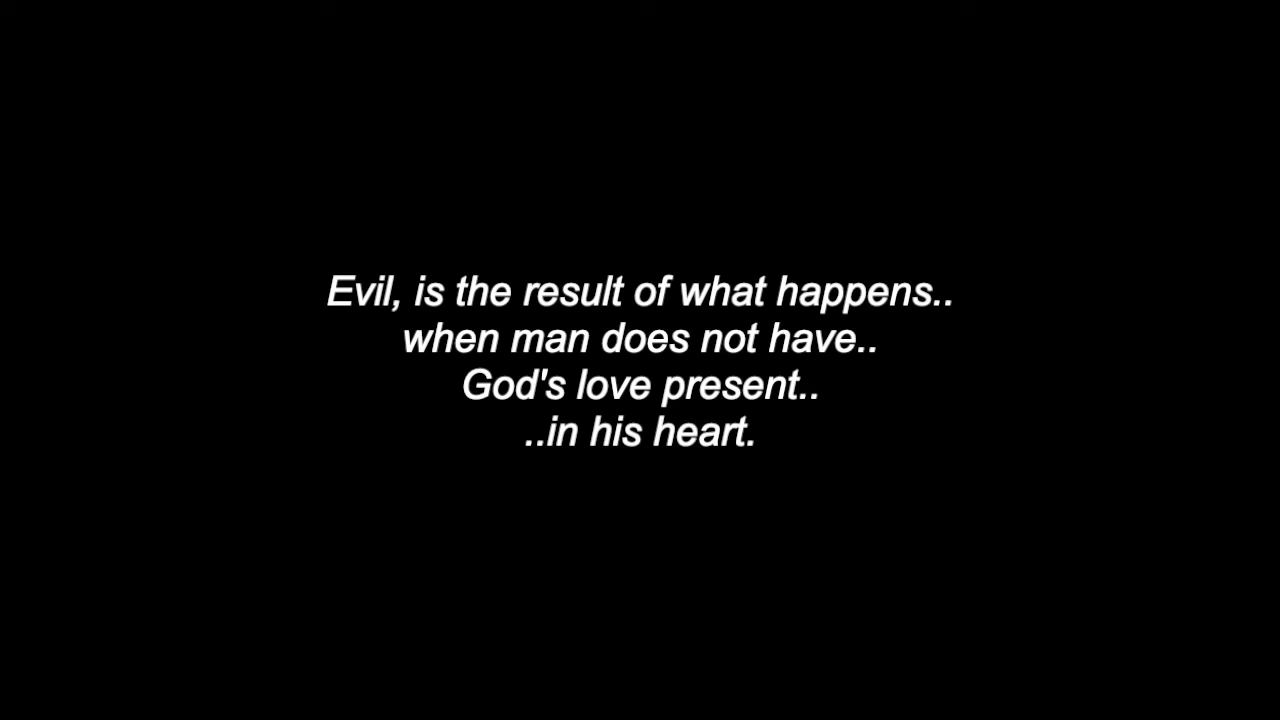 Evil, is the result of what happens..
when man does not have..
God's love present..
..in his heart.